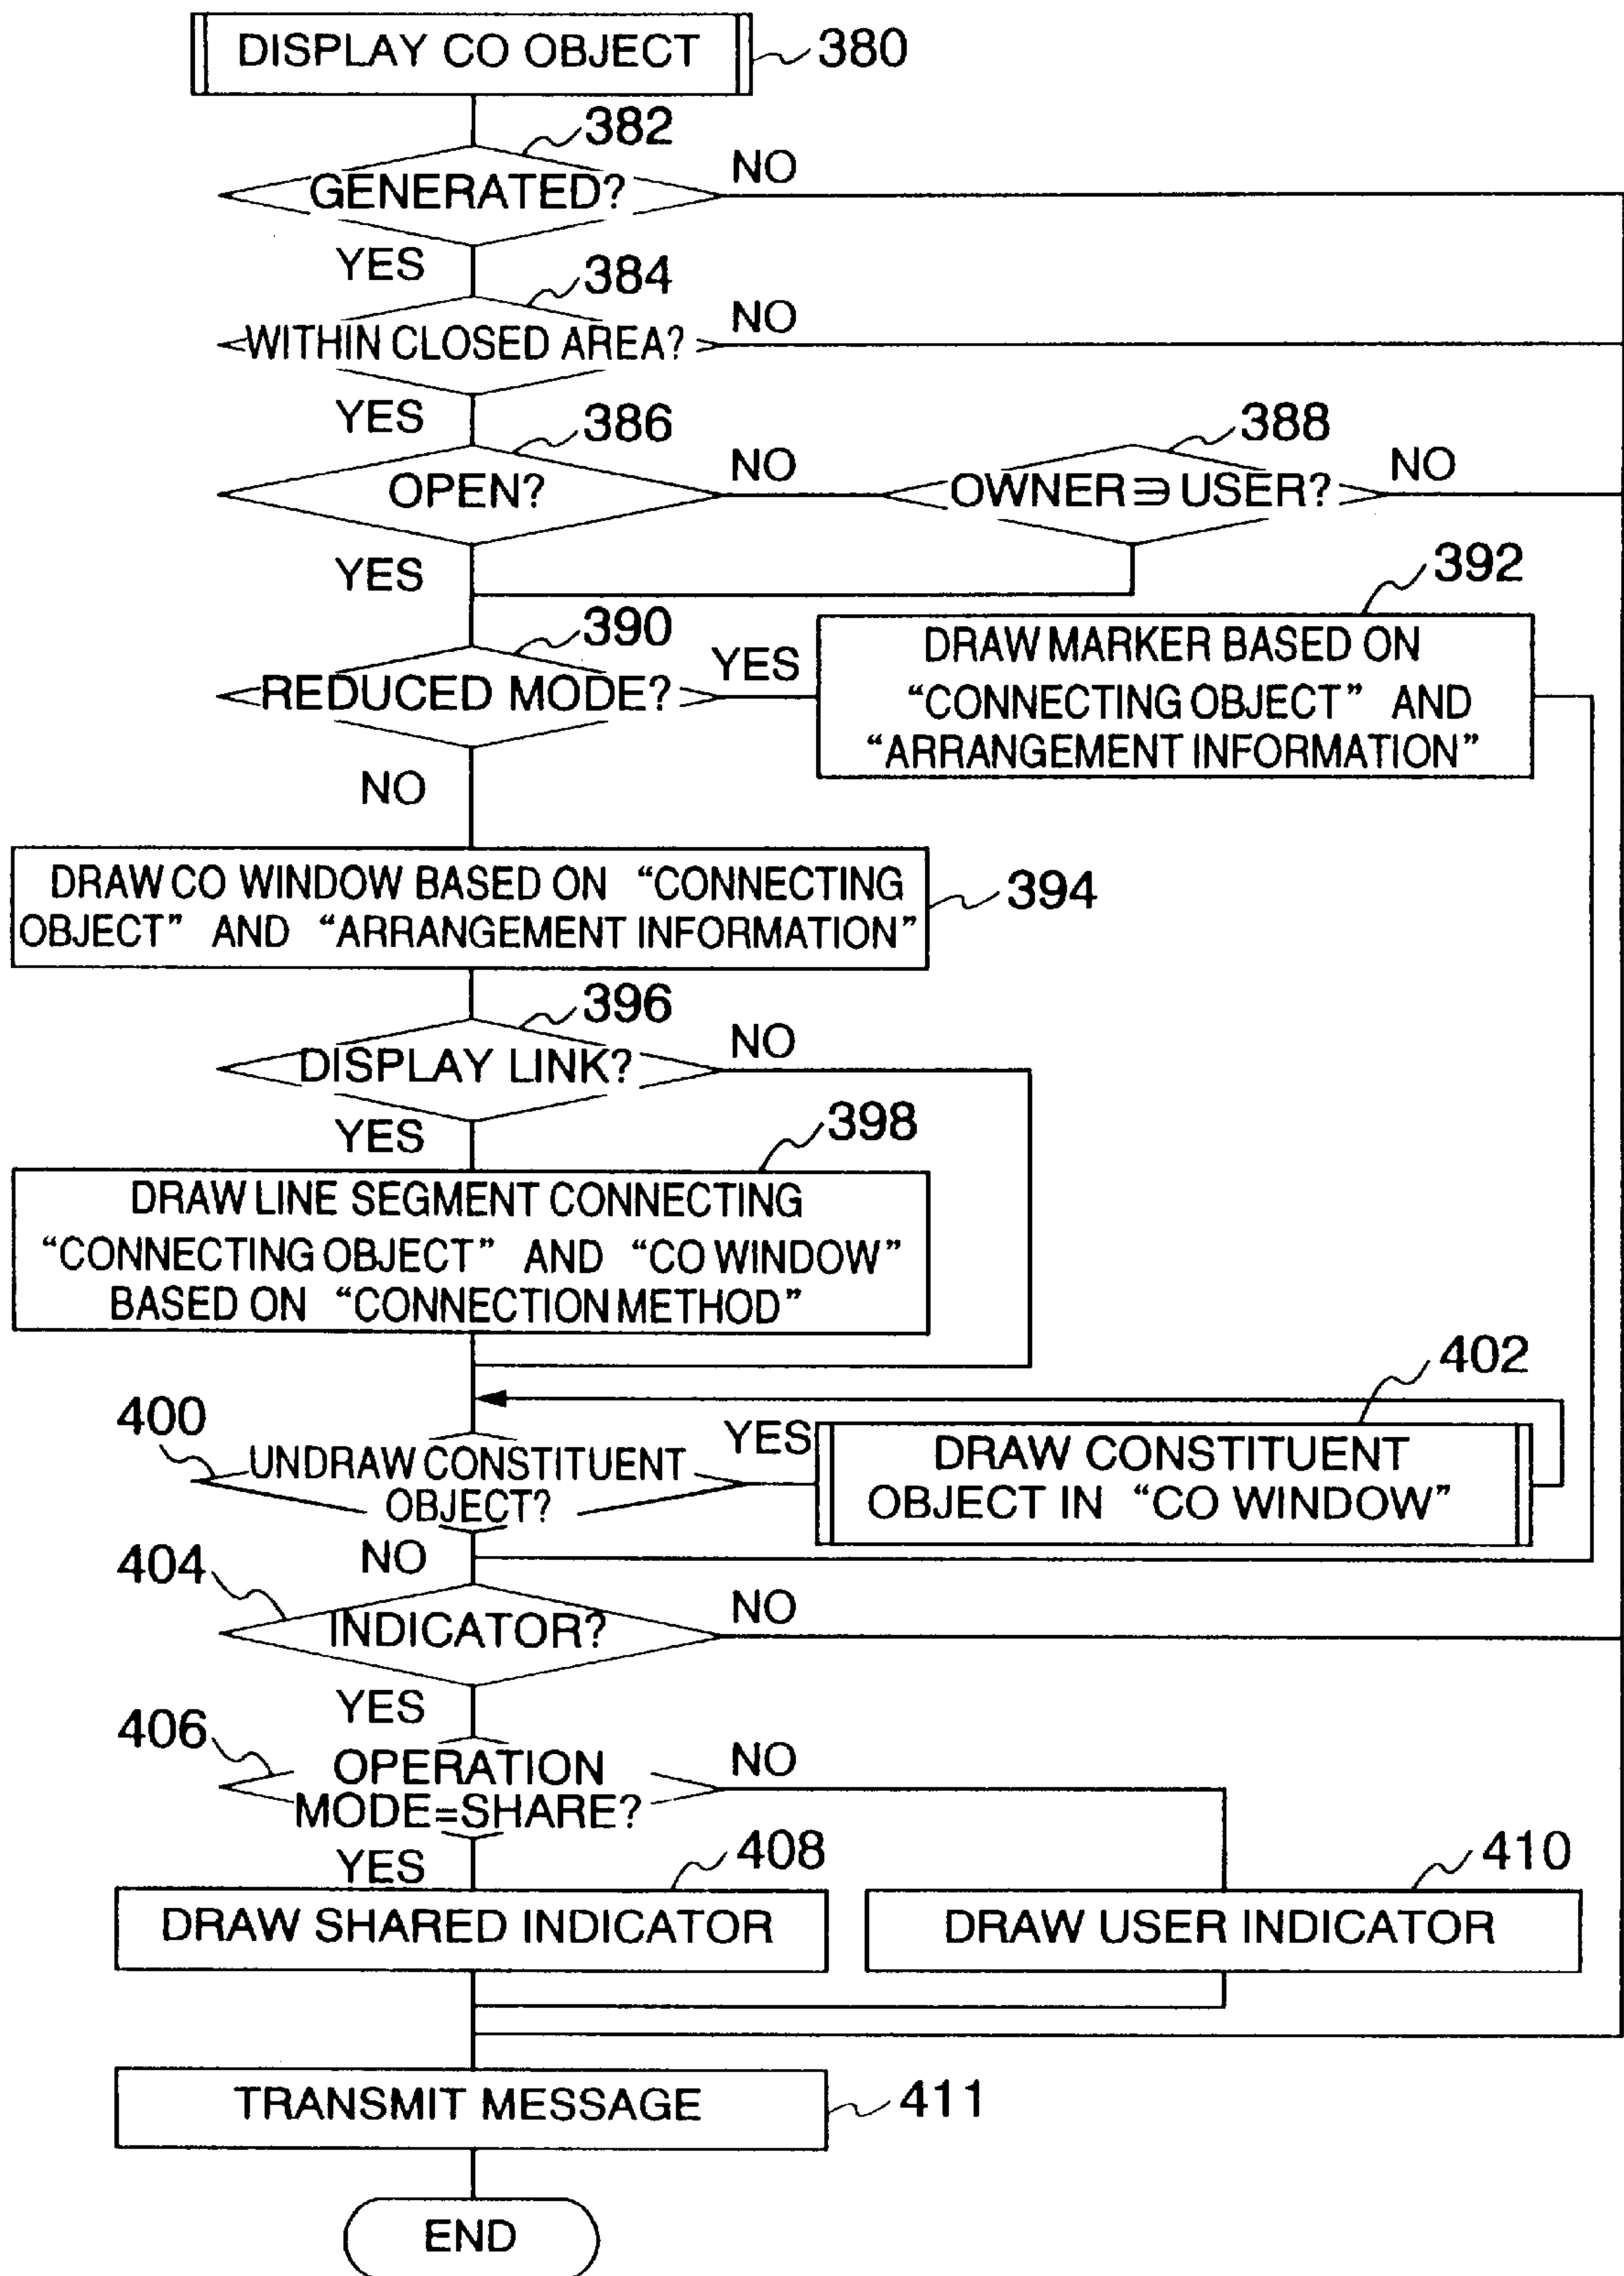 DISPLAY CO OBJECT
380
382
GENERATED?
NO
YES
384
WITHIN CLOSED AREA?
NO
YES
386
OPEN?
NO
388
OWNER∋USER?
NO
YES
390
REDUCED MODE?
YES
392
DRAW MARKER BASED ON
“CONNECTING OBJECT” AND
“ARRANGEMENT INFORMATION”
NO
DRAW CO WINDOW BASED ON “CONNECTING
OBJECT” AND “ARRANGEMENT INFORMATION”
394
396
DISPLAY LINK?
NO
YES
398
DRAW LINE SEGMENT CONNECTING
“CONNECTING OBJECT” AND “CO WINDOW”
BASED ON “CONNECTION METHOD”
400
UNDRAW CONSTITUENT
OBJECT?
YES
402
DRAW CONSTITUENT
OBJECT IN “CO WINDOW”
NO
404
INDICATOR?
NO
YES
406
OPERATION
MODE=SHARE?
NO
YES
408
DRAW SHARED INDICATOR
410
DRAW USER INDICATOR
TRANSMIT MESSAGE
411
END